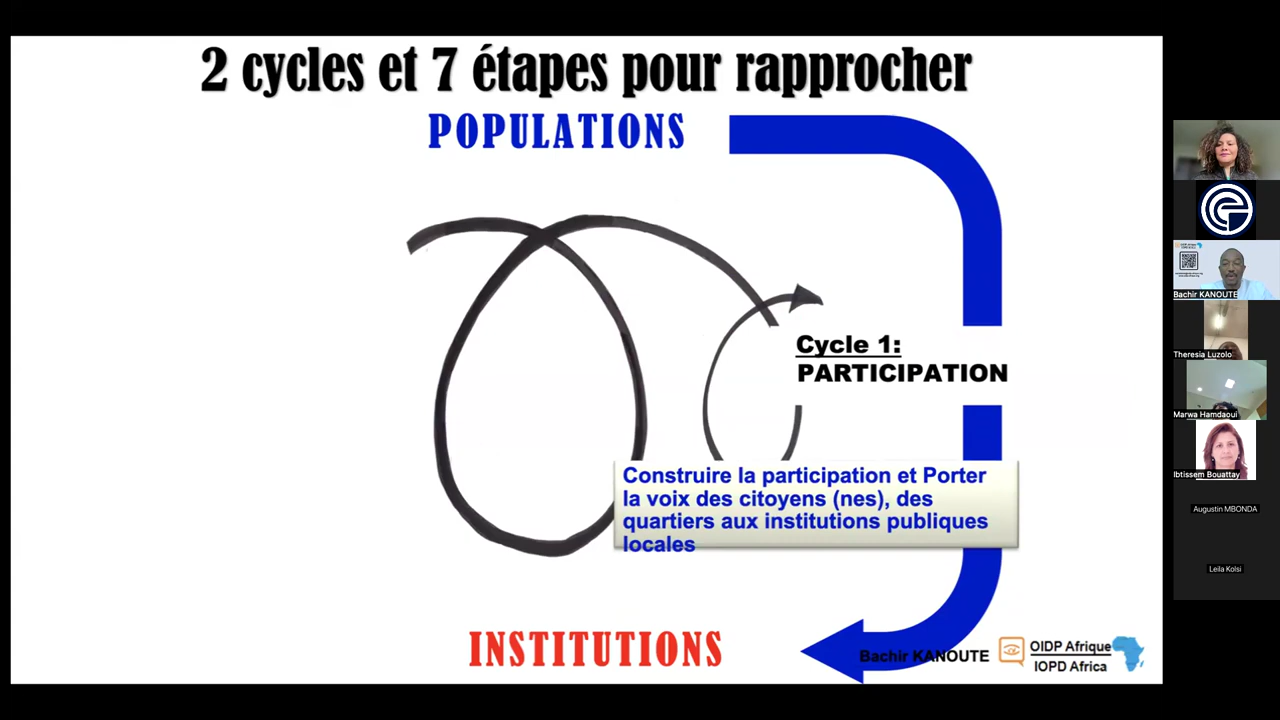 2 cycles et 7 étapes pour rapprocher
POPULATIONS
Cycle 1:
PARTICIPATION
Construire la participation et Porter
la voix des citoyens (nes), des
quartiers aux institutions publiques
locales
INSTITUTIONS
Bachir KANOUTE
OIDP Afrique
IOPD Africa
Bachir KANOUTE
Theresia Luzolo
Marwa Hamdaoui
Ibtissem Bouattay
Augustin MBONDA
Leila Kolsi